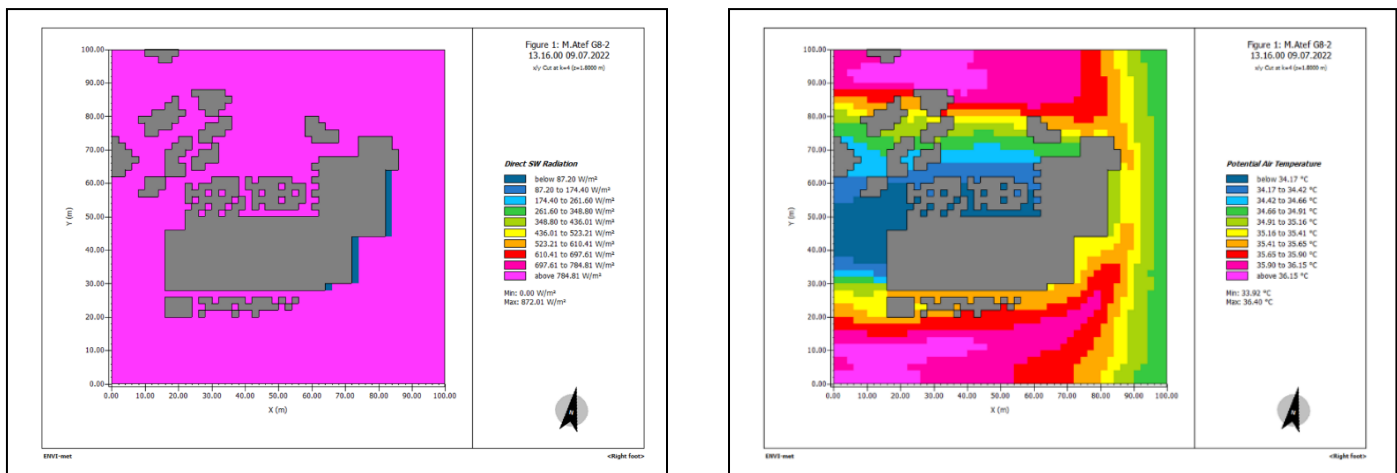 Figure 1: M.Atef G8-2
13.16.00 09.07.2022
x/y Cut at k=4 (z=1.8000 m)
100.00
90.00
80.00
70.00
60.00
50.00
40.00
30.00
20.00
10.00
0.00
Y (m)
0.00 10.00 20.00 30.00 40.00 50.00 60.00 70.00 80.00 90.00 100.00
X (m)
Direct SW Radiation
below 87.20 W/m²
87.20 to 174.40 W/m²
174.40 to 261.60 W/m²
261.60 to 348.80 W/m²
348.80 to 436.01 W/m²
436.01 to 523.21 W/m²
523.21 to 610.41 W/m²
610.41 to 697.61 W/m²
697.61 to 784.81 W/m²
above 784.81 W/m²
Min: 0.00 W/m²
Max: 872.01 W/m²
N
ENVI-met
<Right foot>
Figure 1: M.Atef G8-2
13.16.00 09.07.2022
x/y Cut at k=4 (z=1.8000 m)
100.00
90.00
80.00
70.00
60.00
50.00
40.00
30.00
20.00
10.00
0.00
Y (m)
0.00 10.00 20.00 30.00 40.00 50.00 60.00 70.00 80.00 90.00 100.00
X (m)
Potential Air Temperature
below 34.17 °C
34.17 to 34.42 °C
34.42 to 34.66 °C
34.66 to 34.91 °C
34.91 to 35.16 °C
35.16 to 35.41 °C
35.41 to 35.65 °C
35.65 to 35.90 °C
35.90 to 36.15 °C
above 36.15 °C
Min: 33.92 °C
Max: 36.40 °C
N
ENVI-met
<Right foot>